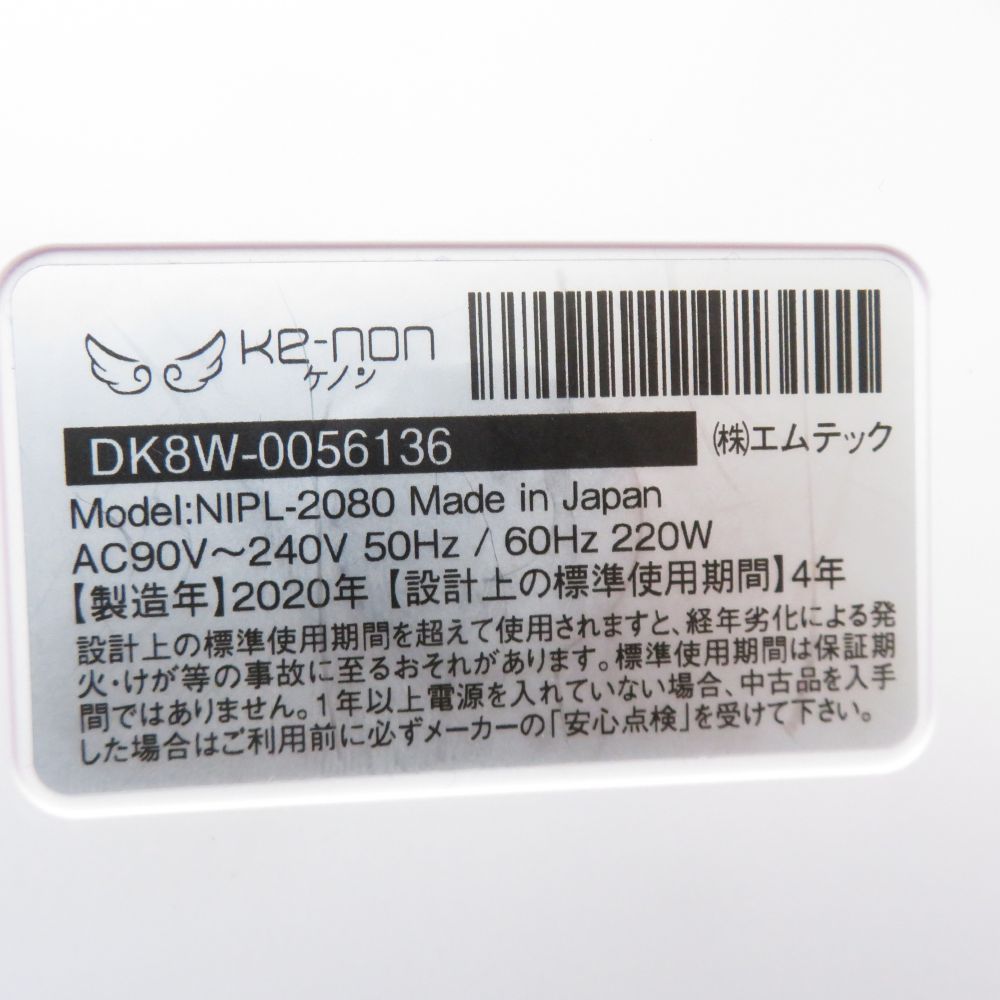 Ke-non
ケノン
DK8W-0056136
㈱エムテック
Model:NIPL-2080 Made in Japan
AC90V～240V 50Hz / 60Hz 220W
【製造年】2020年【設計上の標準使用期間】4年
設計上の標準使用期間を超えて使用されますと、経年劣化による発
火・けが等の事故に至るおそれがあります。標準使用期間は保証期
間ではありません。1年以上電源を入れていない場合、中古品を入手
した場合はご利用前に必ずメーカーの「安心点検」を受けて下さい。